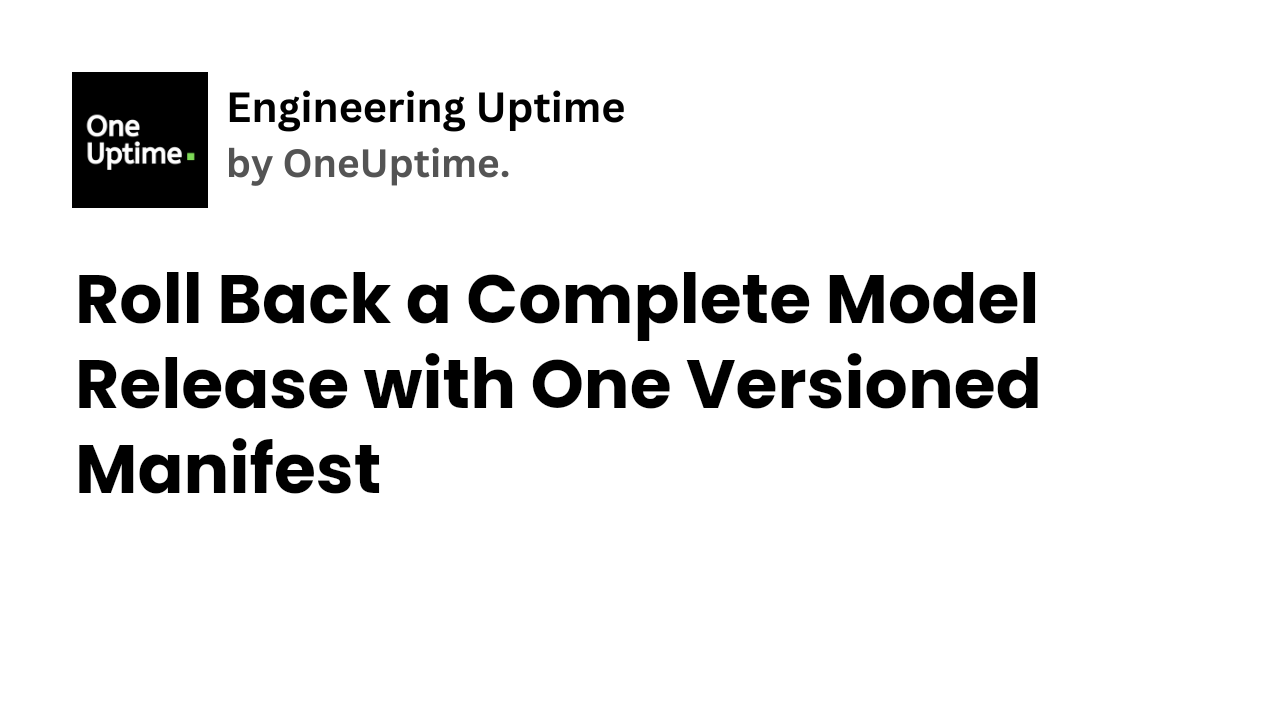 One
Uptime
Engineering Uptime
by OneUptime.
Roll Back a Complete Model
Release with One Versioned
Manifest